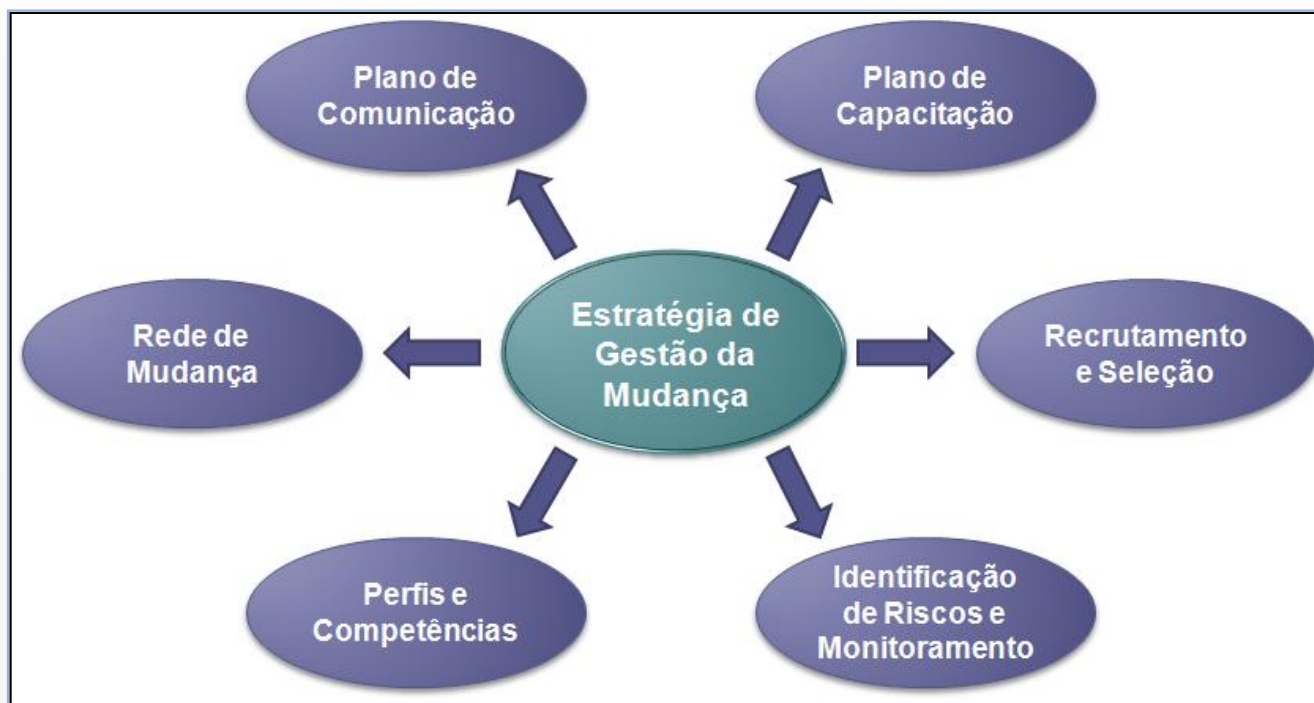 Plano de
Comunicação
Plano de
Capacitação
Rede de
Mudança
Estratégia de
Gestão da
Mudança
Recrutamento
e Seleção
Perfis e
Competências
Identificação
de Riscos e
Monitoramento